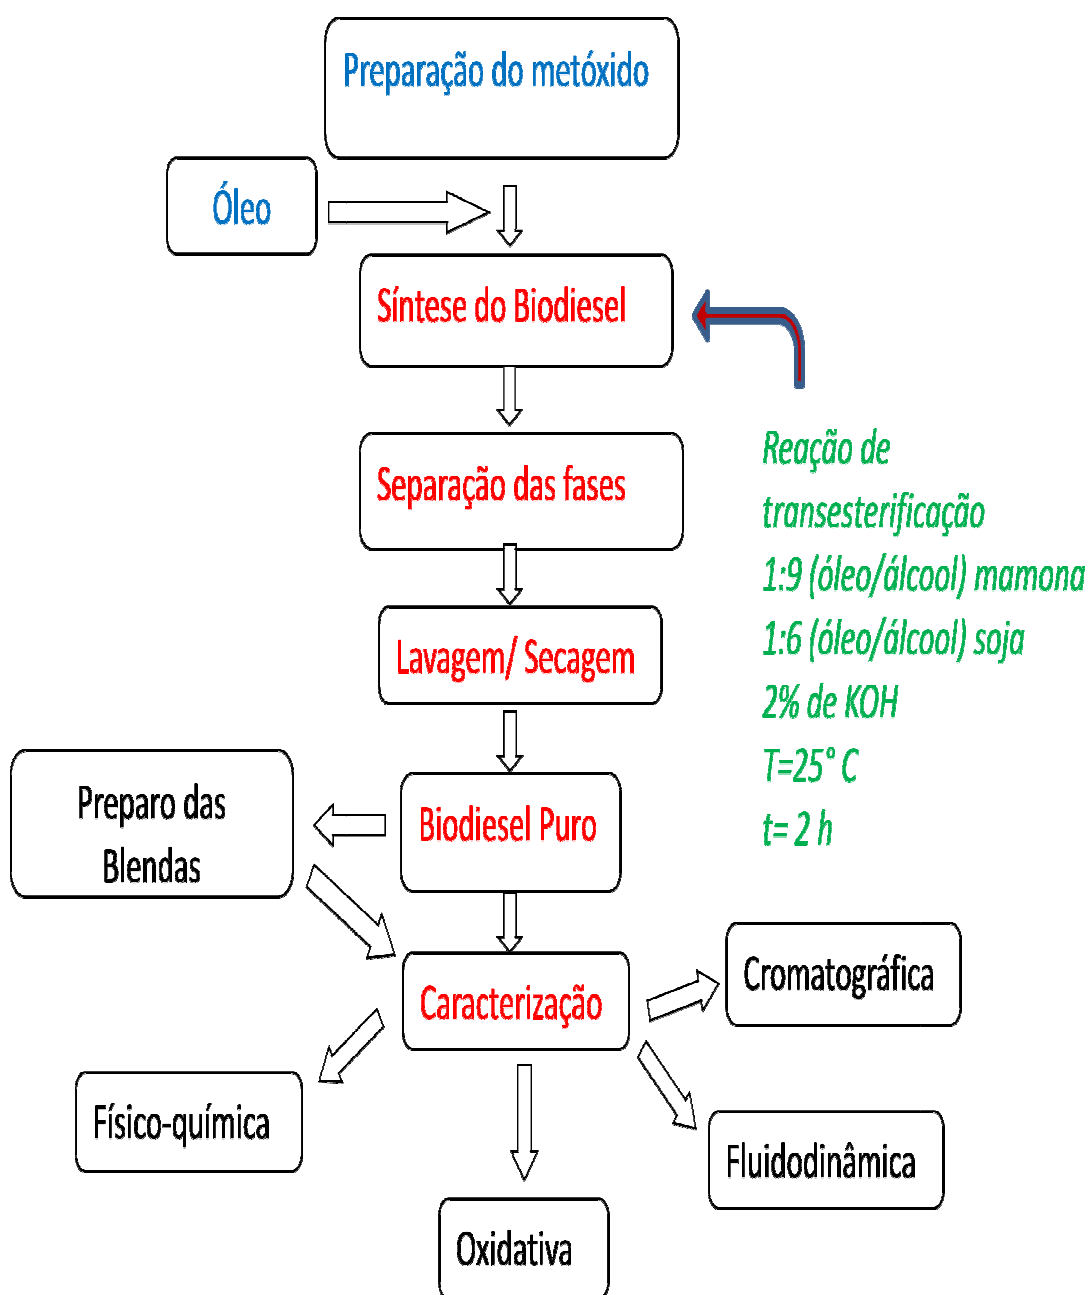 Preparação do metóxido
Óleo
Síntese do Biodiesel
Separação das fases
Lavagem/ Secagem
Biodiesel Puro
Preparo das
Blendas
Caracterização
Cromatográfica
Físico-química
Fluidodinâmica
Oxidativa
Reação de
transesterificação
1:9 (óleo/álcool) mamona
1:6 (óleo/álcool) soja
2% de KOH
T=25° C
t= 2 h